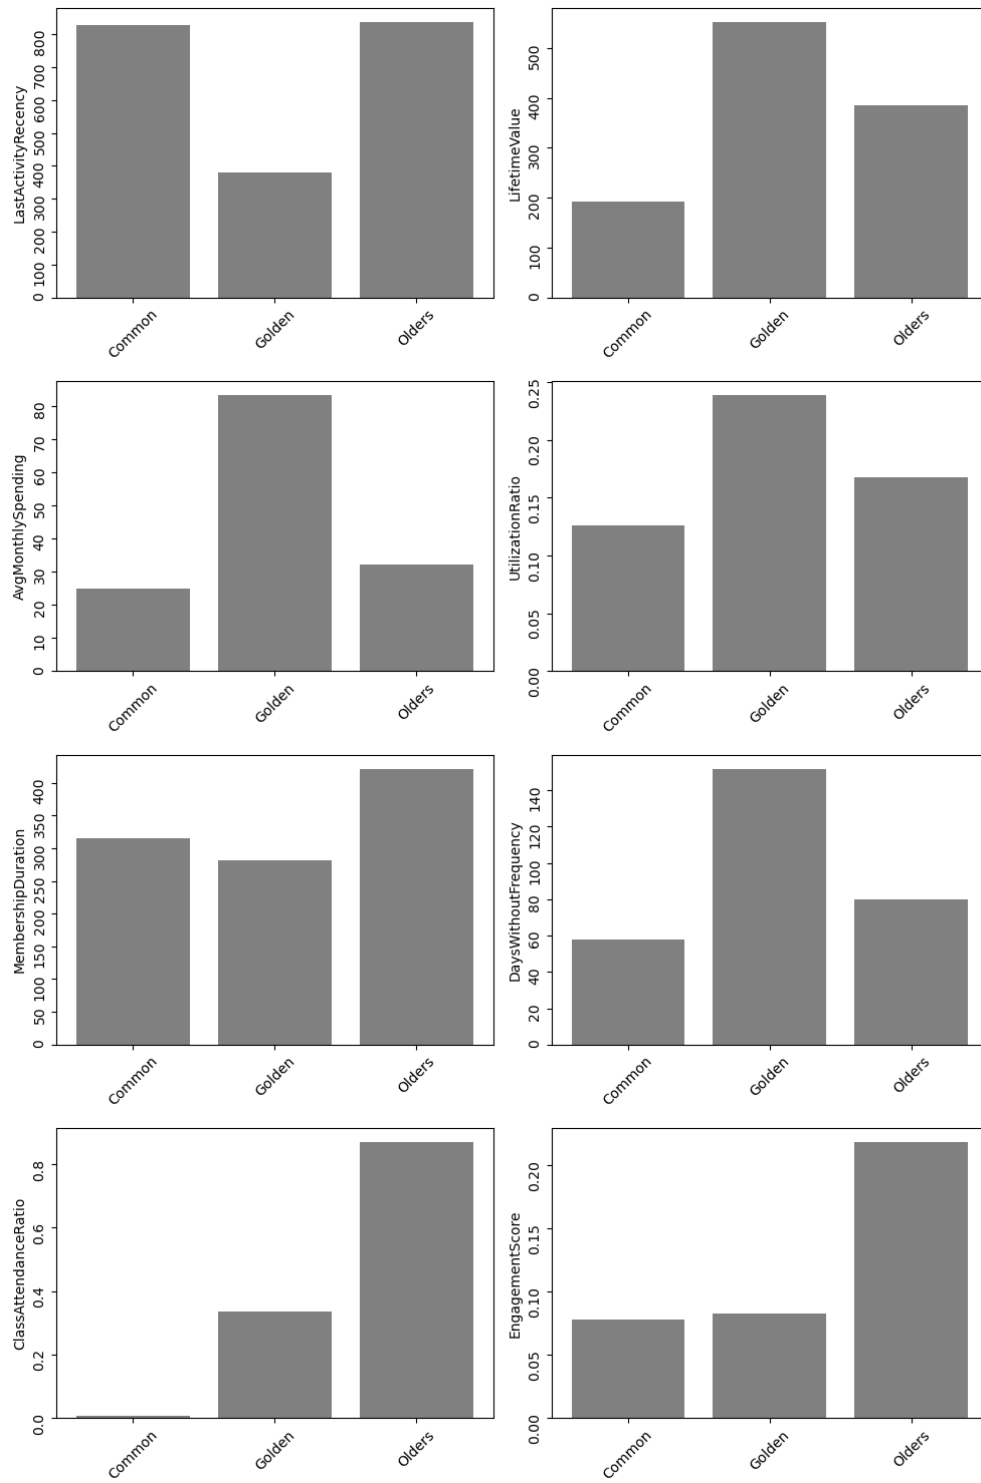 LastActivityRecency
0 100 200 300 400 500 600 700 800
Common Golden Olders
LifetimeValue
0 100 200 300 400 500
Common Golden Olders
AvgMonthlySpending
0 10 20 30 40 50 60 70 80
Common Golden Olders
UtilizationRatio
0.00 0.05 0.10 0.15 0.20 0.25
Common Golden Olders
MembershipDuration
0 50 100 150 200 250 300 350 400
Common Golden Olders
DaysWithoutFrequency
0 20 40 60 80 100 120 140
Common Golden Olders
ClassAttendanceRatio
0.0 0.2 0.4 0.6 0.8
Common Golden Olders
EngagementScore
0.00 0.05 0.10 0.15 0.20
Common Golden Olders